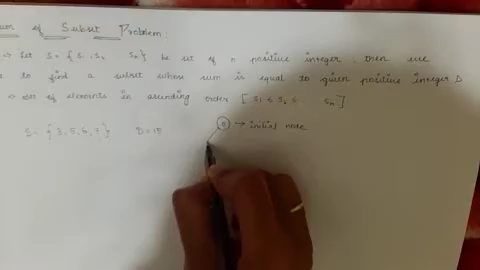 um of Subset Problem.
⇒ Let S = {S1, S2 Sn} be set of n positive integer, then we
to find a subset whose sum is equal to given positive integer D
⇒ set of elements in ascending order [S1 ≤ S2 ≤ Sn]
S = {3, 5, 6, 7} D = 15
0 → initial node